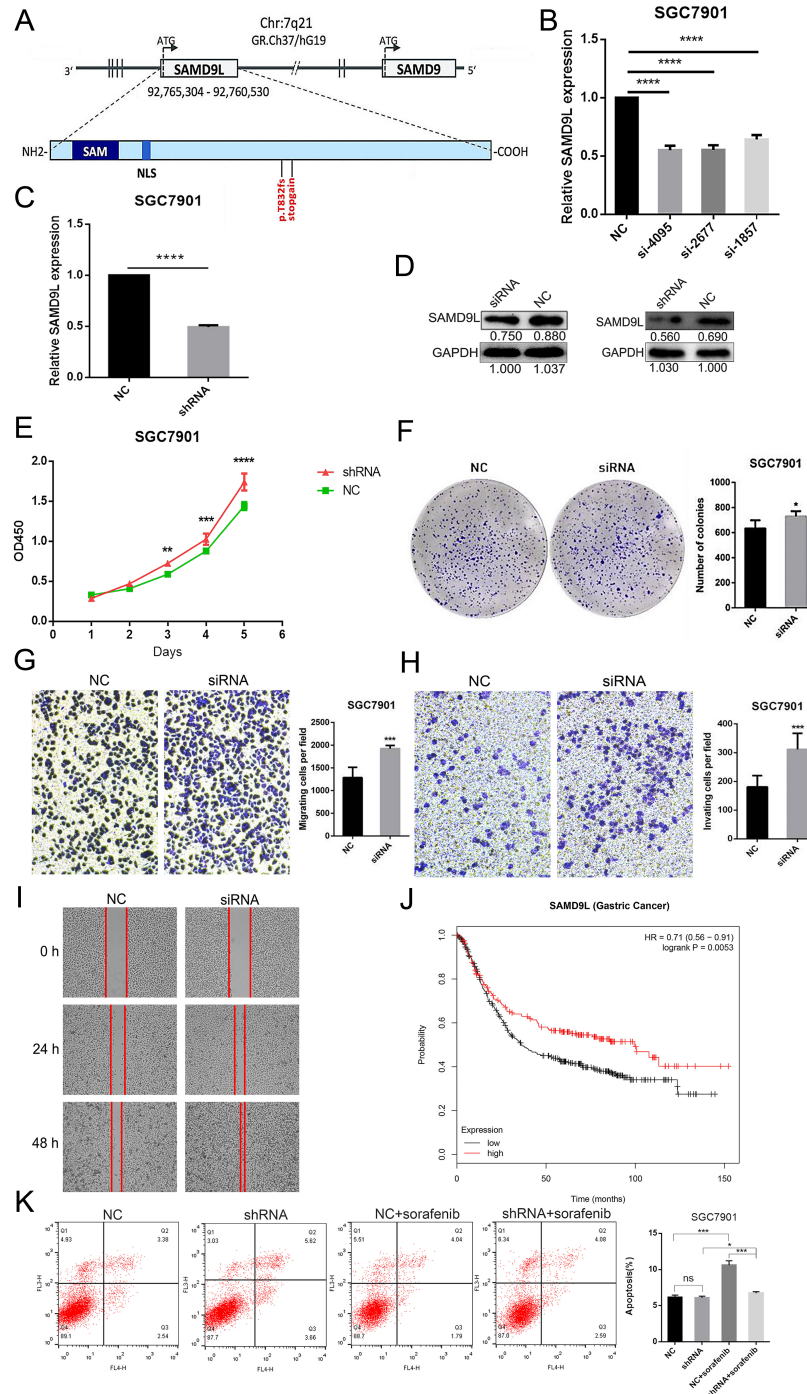 A
Chr:7q21
GR.Ch37/hG19
ATG
ATG
3'
SAMD9L
//
SAMD9
5'
92,765,304 - 92,760,530
NH2-
SAM
-COOH
NLS
p.T832fs
stopgain
B
SGC7901
Relative SAMD9L expression
1.5
1.0
0.5
0.0
****
****
****
NC
si-4095
si-2677
si-1857
C
SGC7901
Relative SAMD9L expression
1.5
1.0
0.5
0.0
****
NC
shRNA
D
siRNA NC
SAMD9L
0.750 0.880
GAPDH
1.000 1.037
shRNA NC
SAMD9L
0.560 0.690
GAPDH
1.030 1.000
E
SGC7901
OD450
2.0
1.5
1.0
0.5
0.0
**
***
****
shRNA
NC
0 1 2 3 4 5 6
Days
F
NC
siRNA
SGC7901
Number of colonies
1000
800
600
400
200
0
*
NC
siRNA
G
NC
siRNA
SGC7901
Migrating cells per field
2500
2000
1500
1000
500
0
***
NC
siRNA
H
NC
siRNA
SGC7901
Invating cells per field
400
300
200
100
0
***
NC
siRNA
I
NC
siRNA
0 h
24 h
48 h
J
SAMD9L (Gastric Cancer)
HR = 0.71 (0.56 − 0.91)
logrank P = 0.0053
Probability
1.0
0.8
0.6
0.4
0.2
0.0
Expression
low
high
0 50 100 150
Time (months)
K
NC
Q1
4.93
Q2
3.38
Q4
89.1
Q3
2.54
FL3-H
FL4-H
shRNA
Q1
3.03
Q2
5.62
Q4
87.7
Q3
3.66
FL3-H
FL4-H
NC+sorafenib
Q1
5.51
Q2
4.04
Q4
88.7
Q3
1.79
FL3-H
FL4-H
shRNA+sorafenib
Q1
6.34
Q2
4.08
Q4
87.0
Q3
2.59
FL3-H
FL4-H
SGC7901
Apoptosis(%)
15
10
5
0
***
*
***
ns
NC
shRNA
NC+sorafenib
hRNA+sorafenib